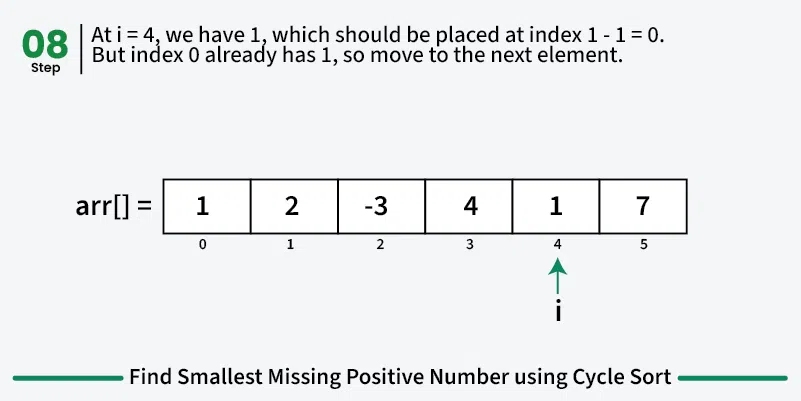 08
Step
At i = 4, we have 1, which should be placed at index 1 - 1 = 0.
But index 0 already has 1, so move to the next element.
arr[] = 1 2 -3 4 1 7
0 1 2 3 4 5
i
Find Smallest Missing Positive Number using Cycle Sort